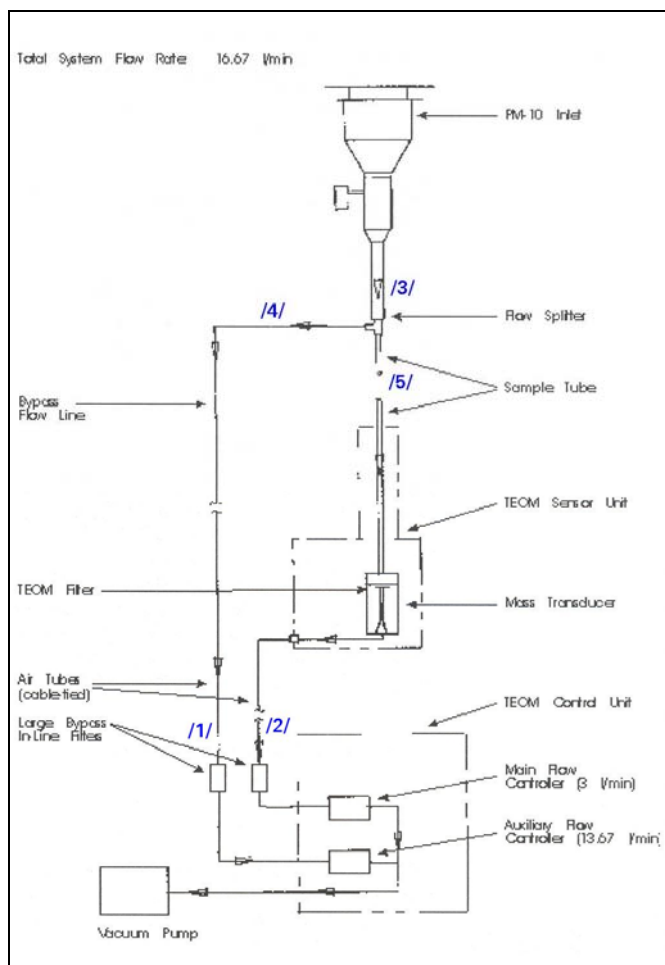 Total System Flow Rate 16.67 l/min
PM-10 Inlet
/3/
/4/
Flow Splitter
/5/
Sample Tube
Bypass
Flow Line
TEOM Sensor Unit
TEOM Filter
Mass Transducer
Air Tubes
(cable-tied)
TEOM Control Unit
Large Bypass
In-Line Filters
/1/
/2/
Main Flow
Controller (3 l/min)
Auxiliary Flow
Controller (13.67 l/min)
Vacuum Pump